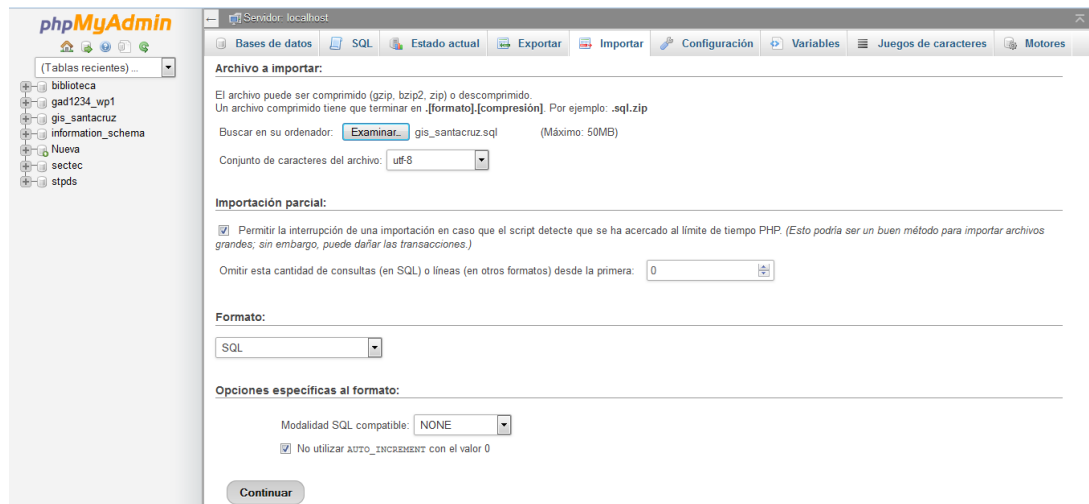 phpMyAdmin
(Tablas recientes) ...
biblioteca
gad1234_wp1
gis_santacruz
information_schema
Nueva
sectec
stpds
Servidor: localhost
Bases de datos SQL Estado actual Exportar Importar Configuración Variables Juegos de caracteres Motores
Archivo a importar:
El archivo puede ser comprimido (gzip, bzip2, zip) o descomprimido.
Un archivo comprimido tiene que terminar en .[formato].[compresión]. Por ejemplo: .sql.zip
Buscar en su ordenador: Examinar... gis_santacruz.sql (Máximo: 50MB)
Conjunto de caracteres del archivo: utf-8
Importación parcial:
Permitir la interrupción de una importación en caso que el script detecte que se ha acercado al límite de tiempo PHP. (Esto podría ser un buen método para importar archivos
grandes; sin embargo, puede dañar las transacciones.)
Omitir esta cantidad de consultas (en SQL) o líneas (en otros formatos) desde la primera: 0
Formato:
SQL
Opciones específicas al formato:
Modalidad SQL compatible: NONE
No utilizar AUTO_INCREMENT con el valor 0
Continuar